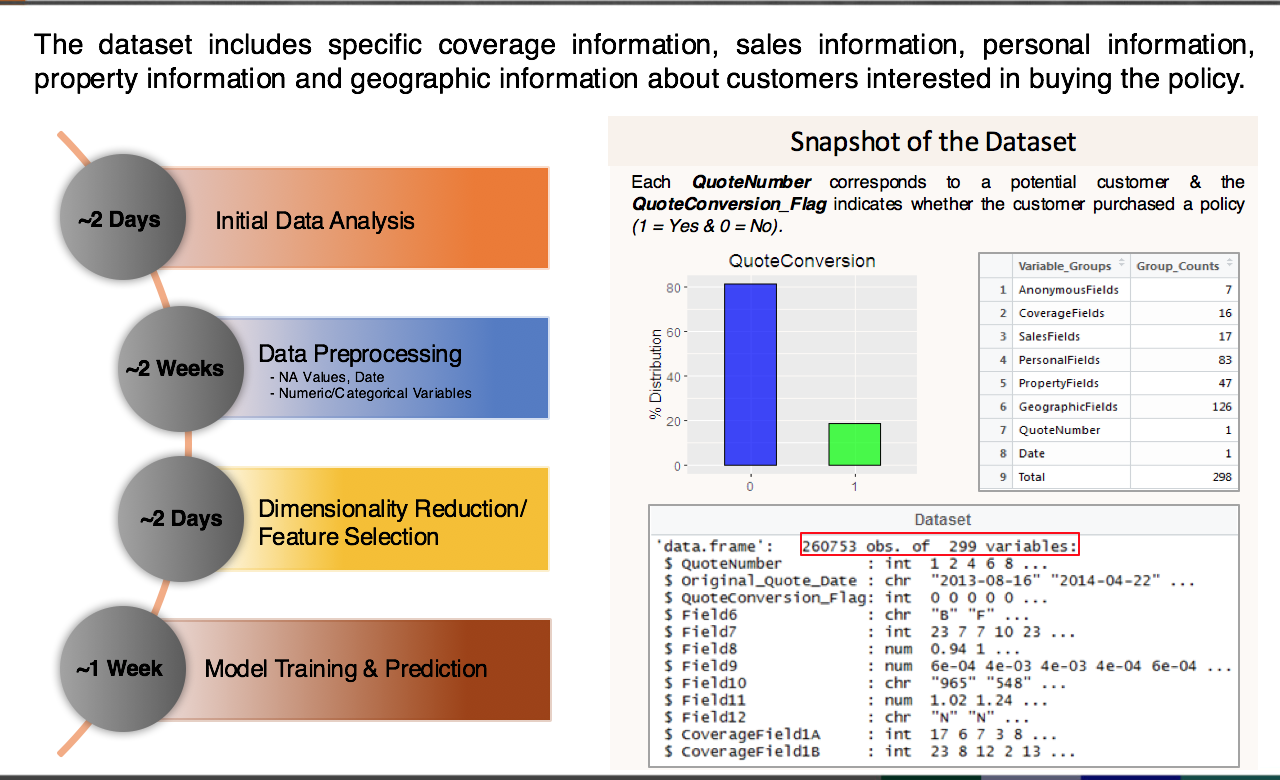 The dataset includes specific coverage information, sales information, personal information,
property information and geographic information about customers interested in buying the policy.
~2 Days
Initial Data Analysis
~2 Weeks
Data Preprocessing
- NA Values, Date
- Numeric/Categorical Variables
~2 Days
Dimensionality Reduction/
Feature Selection
~1 Week
Model Training & Prediction
Snapshot of the Dataset
Each QuoteNumber corresponds to a potential customer & the
QuoteConversion_Flag indicates whether the customer purchased a policy
(1 = Yes & 0 = No).
QuoteConversion
% Distribution
80
60
40
20
0
0 1
Variable_Groups Group_Counts
1 AnonymousFields 7
2 CoverageFields 16
3 SalesFields 17
4 PersonalFields 83
5 PropertyFields 47
6 GeographicFields 126
7 QuoteNumber 1
8 Date 1
9 Total 298
Dataset
'data.frame': 260753 obs. of 299 variables:
$ QuoteNumber : int 1 2 4 6 8 ...
$ Original_Quote_Date : chr "2013-08-16" "2014-04-22" ...
$ QuoteConversion_Flag: int 0 0 0 0 0 ...
$ Field6 : chr "B" "F" ...
$ Field7 : int 23 7 7 10 23 ...
$ Field8 : num 0.94 1 ...
$ Field9 : num 6e-04 4e-03 4e-03 4e-04 6e-04 ...
$ Field10 : chr "965" "548" ...
$ Field11 : num 1.02 1.24 ...
$ Field12 : chr "N" "N" ...
$ CoverageField1A : int 17 6 7 3 8 ...
$ CoverageField1B : int 23 8 12 2 13 ...